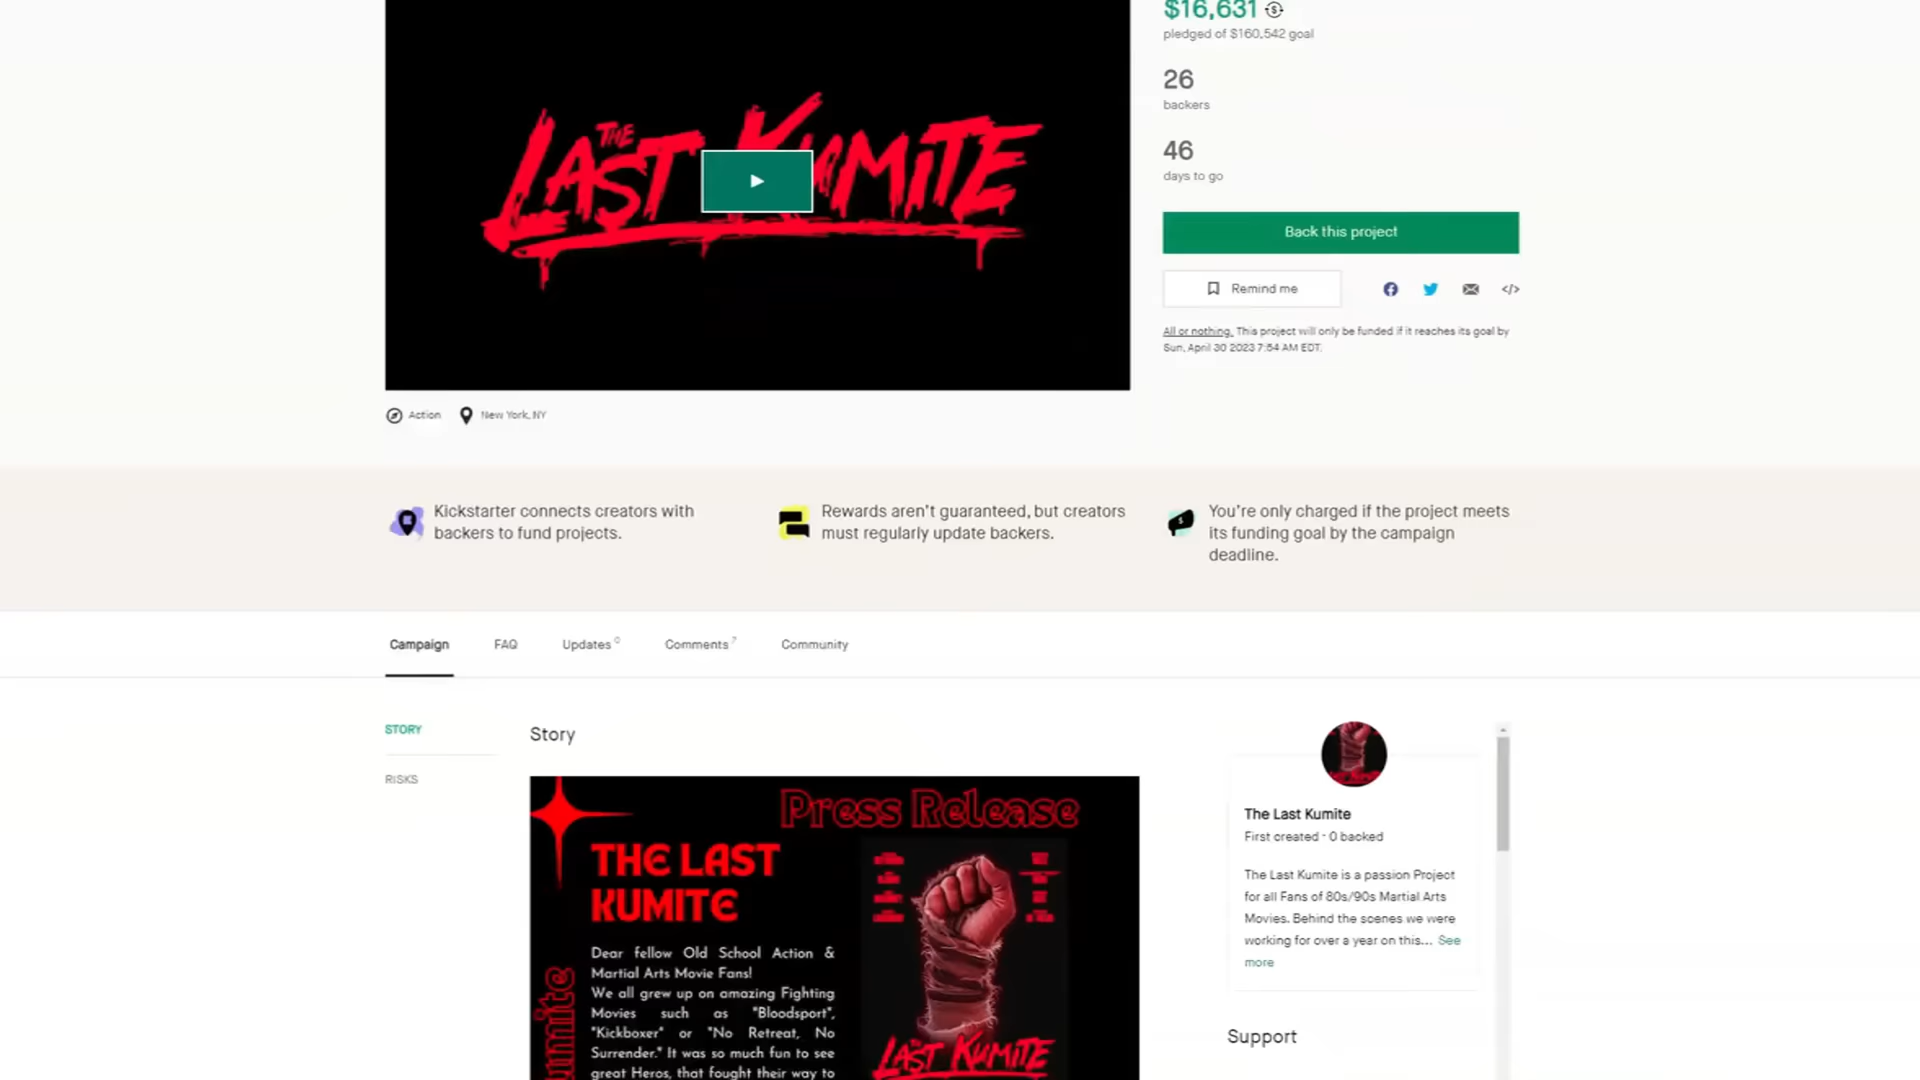 $16,631
pledged of $160,542 goal
26
backers
46
days to go
THE
LAST KUMITE
Back this project
Remind me
</>
All or nothing. This project will only be funded if it reaches its goal by
Sun, April 30 2023 7:54 AM EDT.
Action
New York, NY
Kickstarter connects creators with
backers to fund projects.
Rewards aren't guaranteed, but creators
must regularly update backers.
You're only charged if the project meets
its funding goal by the campaign
deadline.
Campaign
FAQ
Updates 0
Comments 7
Community
STORY
RISKS
Story
Press Release
THE LAST
KUMITE
Dear fellow Old School Action &
Martial Arts Movie Fans!
We all grew up on amazing Fighting
Movies such as "Bloodsport",
"Kickboxer" or "No Retreat, No
Surrender." It was so much fun to see
great Heros, that fought their way to
THE
LAST KUMITE
The Last Kumite
First created · 0 backed
The Last Kumite is a passion Project
for all Fans of 80s/90s Martial Arts
Movies. Behind the scenes we were
working for over a year on this... See
more
Support